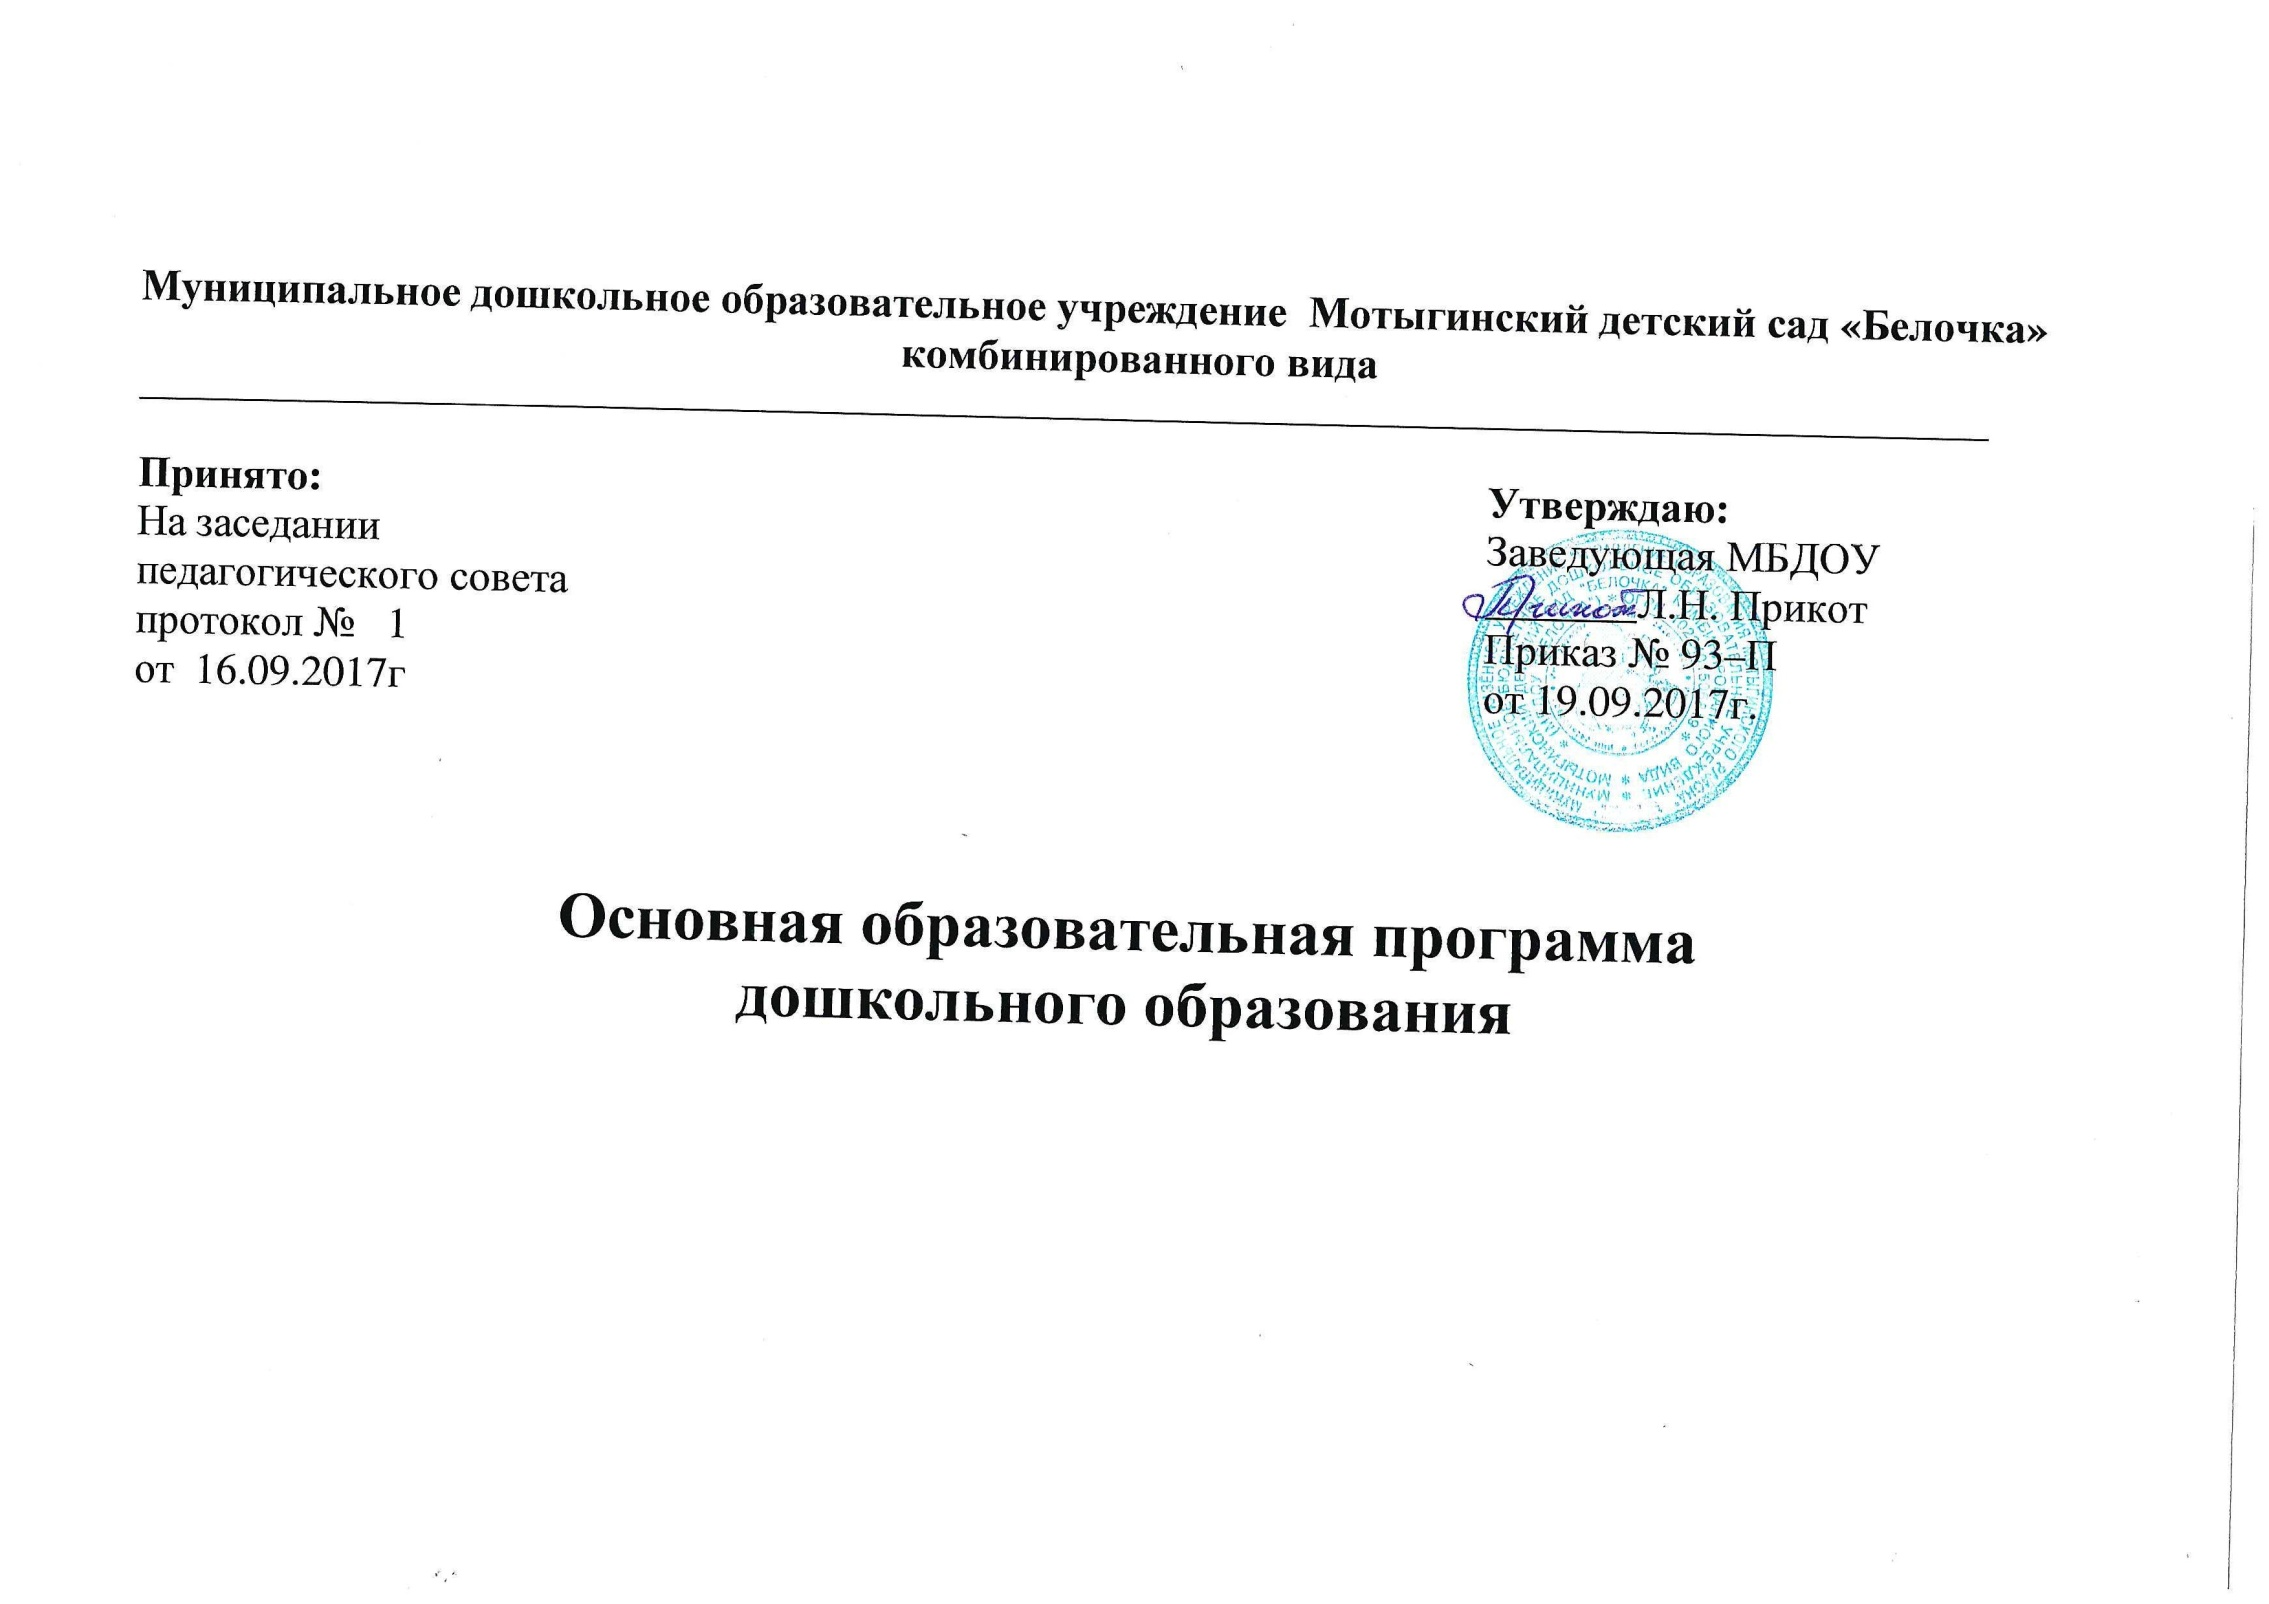 Муниципальное дошкольное образовательное учреждение  Мотыгинский детский сад «Белочка»
комбинированного вида
Принято:
На заседании
педагогического совета
протокол №   1
от  16.09.2017г
Утверждаю:
Заведующая МБДОУ
Л.Н. Прикот
Приказ № 93–П
от 19.09.2017г.
Основная образовательная программа
дошкольного образования